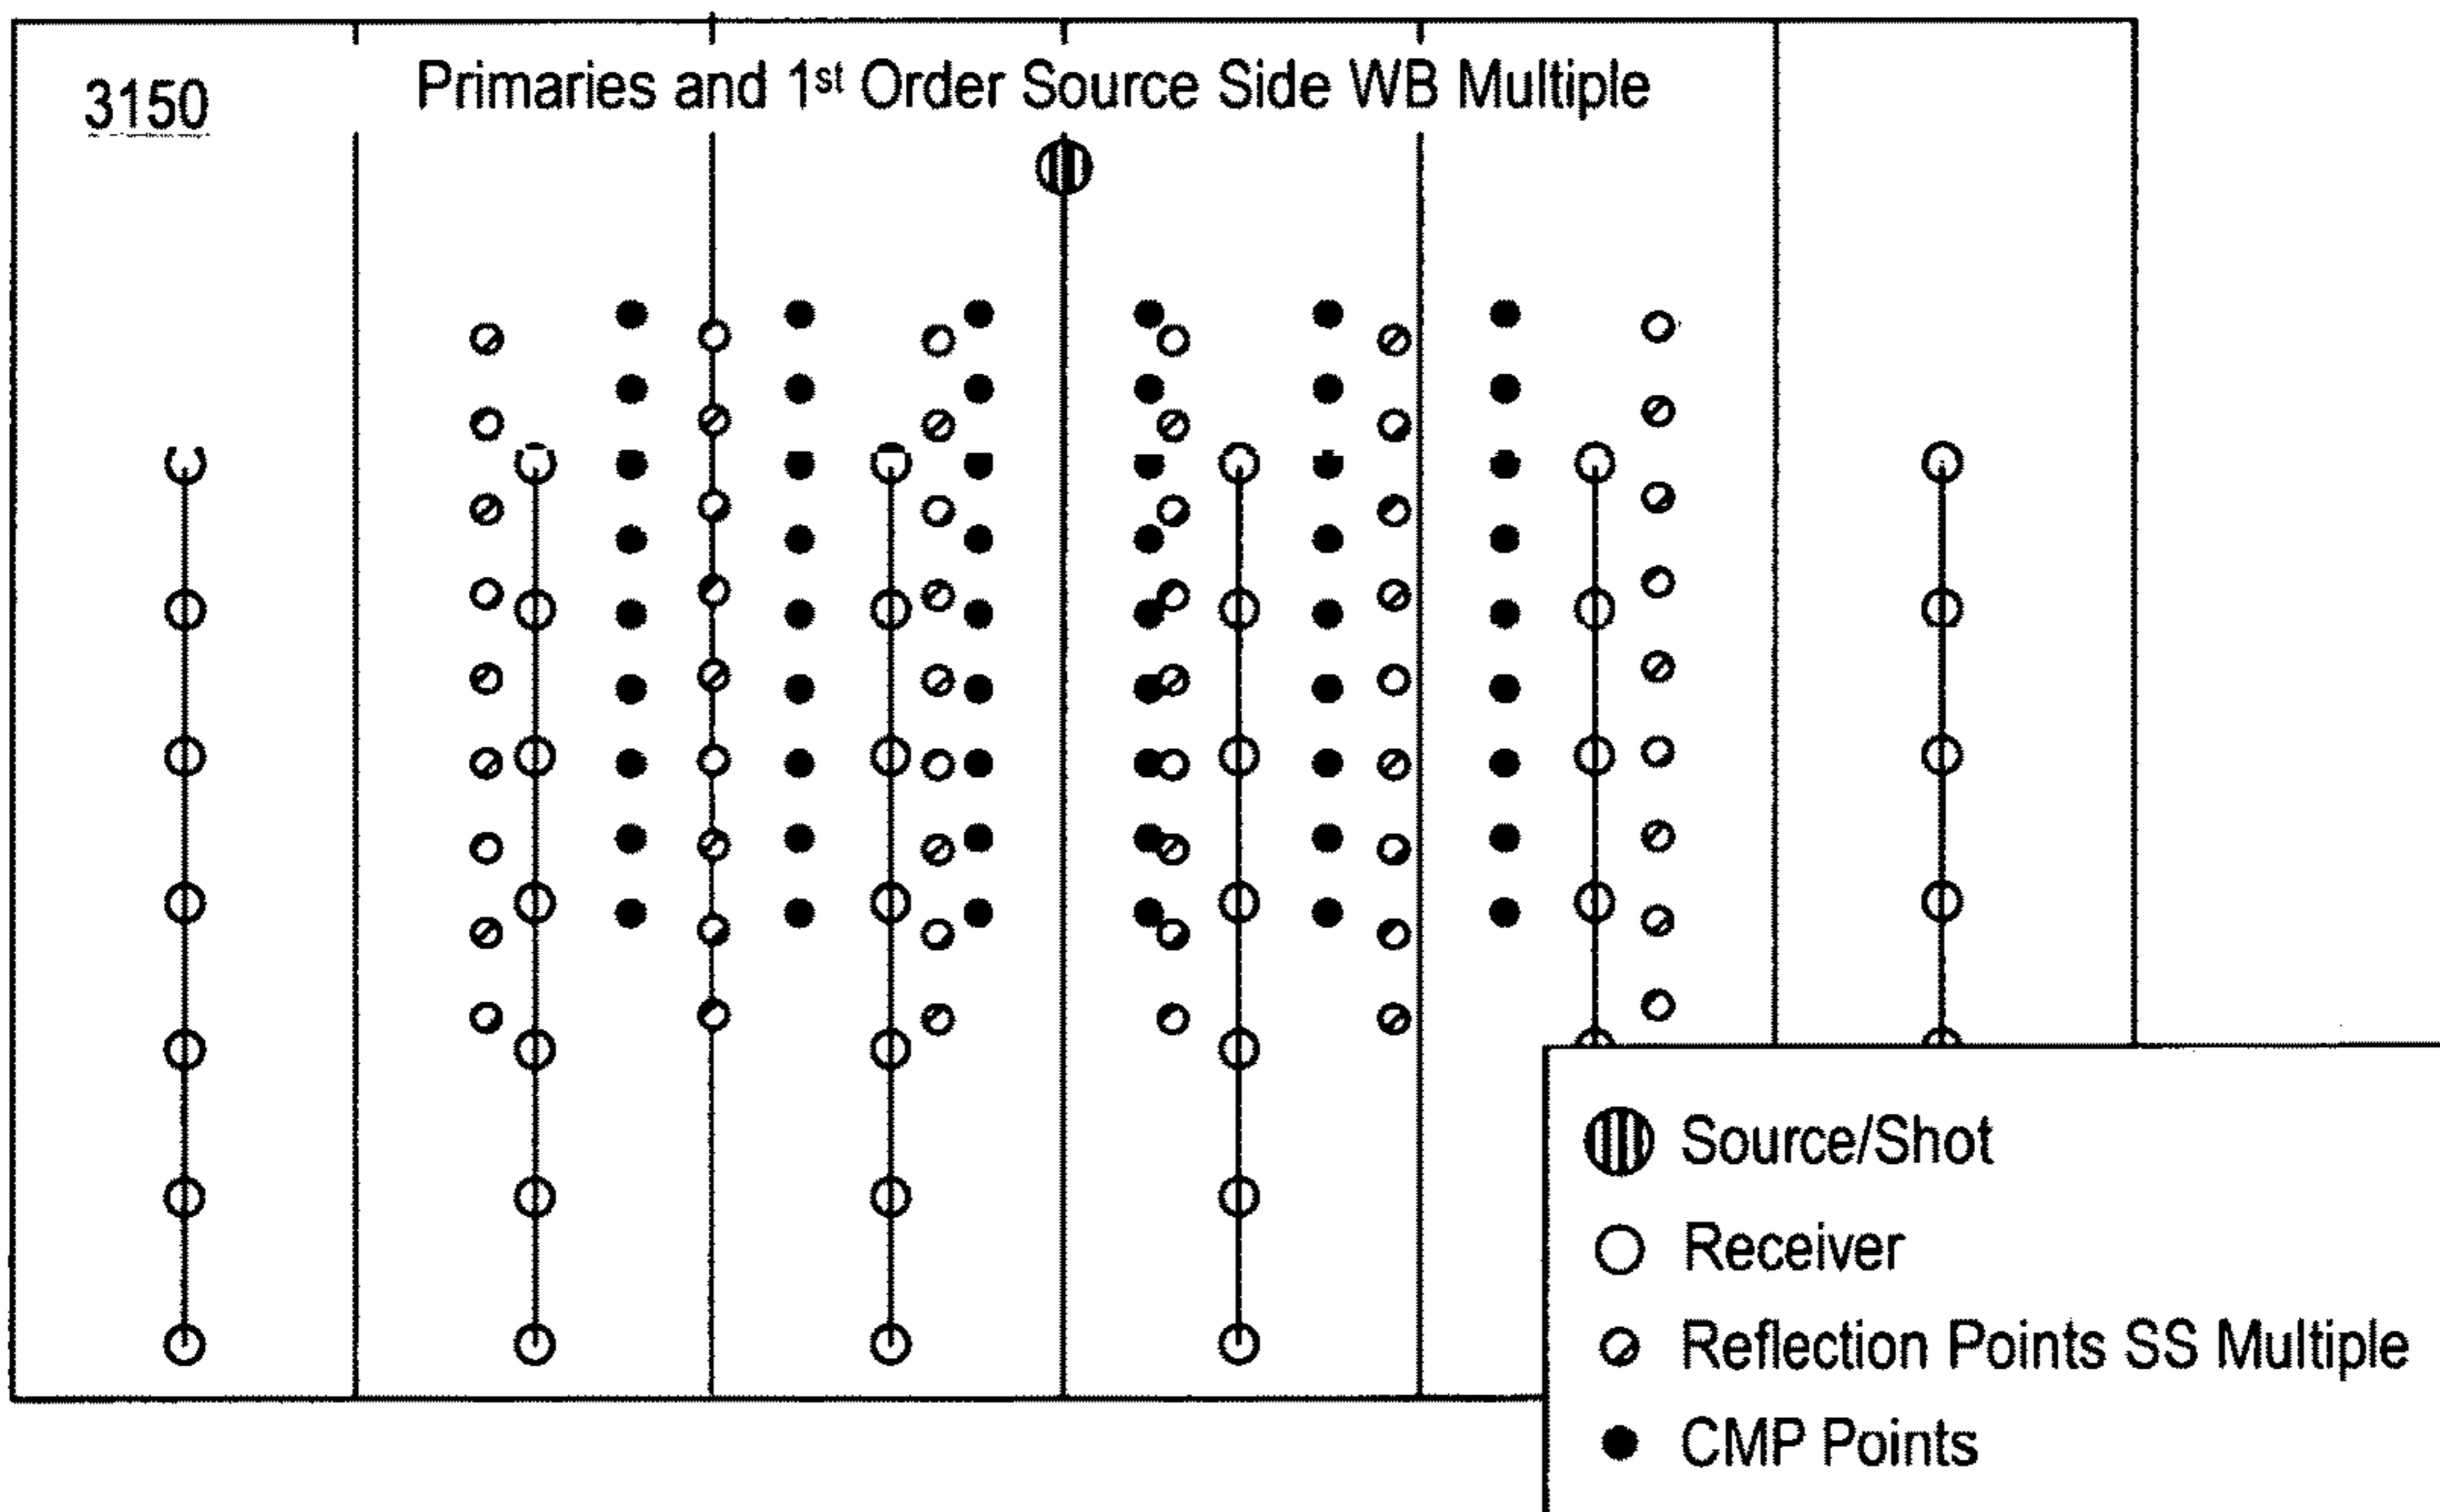 3150
Primaries and 1st Order Source Side WB Multiple
Source/Shot
Receiver
Reflection Points SS Multiple
CMP Points